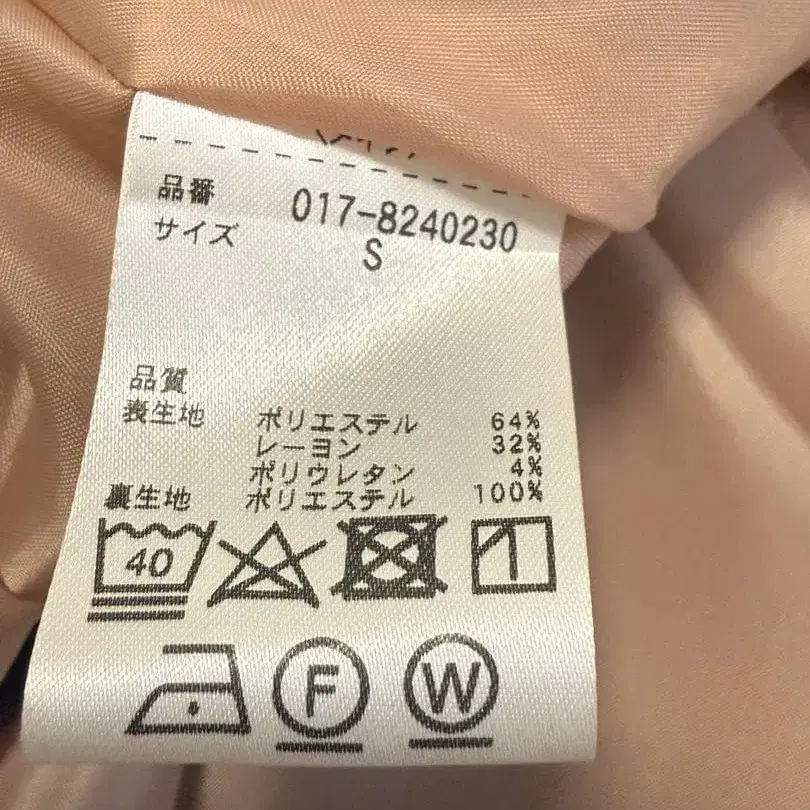 品番 017-8240230
サイズ S
品質
表生地 ポリエステル 64%
レーヨン 32%
ポリウレタン 4%
裏生地 ポリエステル 100%
40
F W